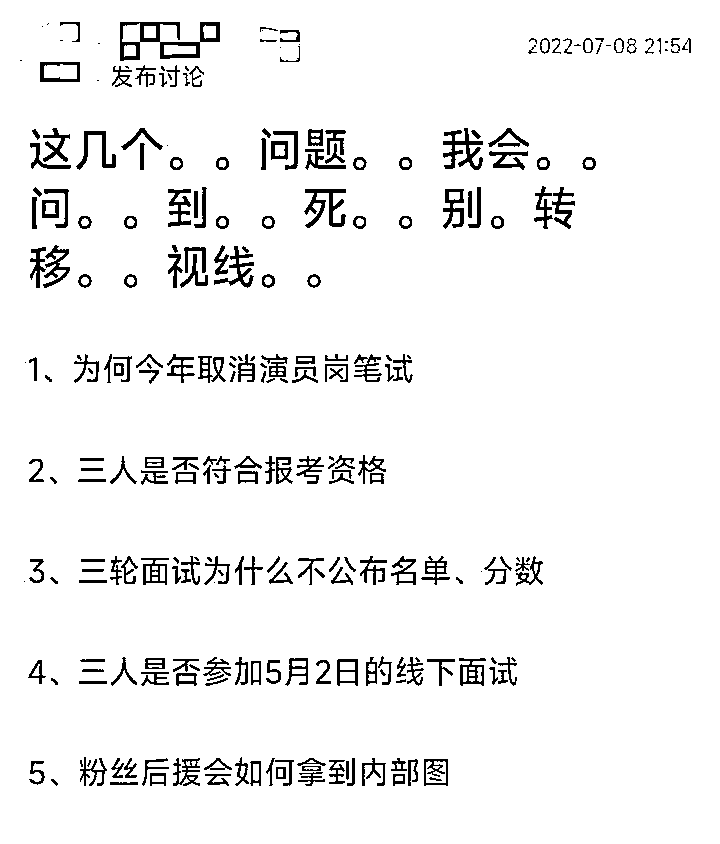 2022-07-08 21:54
发布讨论
这几个。。问题。。我会。。
问。。到。。死。。别。转
移。。视线。。
1、为何今年取消演员岗笔试
2、三人是否符合报考资格
3、三轮面试为什么不公布名单、分数
4、三人是否参加5月2日的线下面试
5、粉丝后援会如何拿到内部图